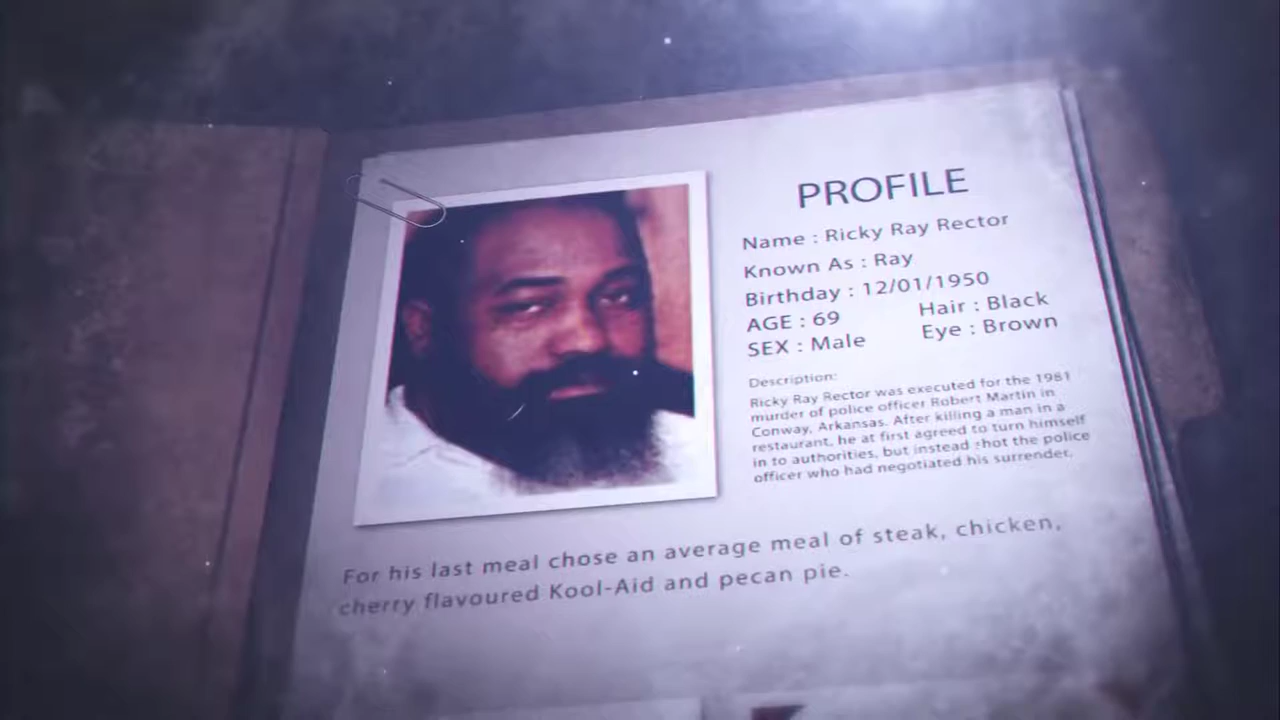 PROFILE
Name : Ricky Ray Rector
Known As : Ray
Birthday : 12/01/1950
AGE : 69
Hair : Black
SEX : Male
Eye : Brown
Description:
Ricky Ray Rector was executed for the 1981
murder of police officer Robert Martin in
Conway, Arkansas. After killing a man in a
restaurant, he at first agreed to turn himself
in to authorities, but instead shot the police
officer who had negotiated his surrender.
For his last meal chose an average meal of steak, chicken,
cherry flavoured Kool-Aid and pecan pie.